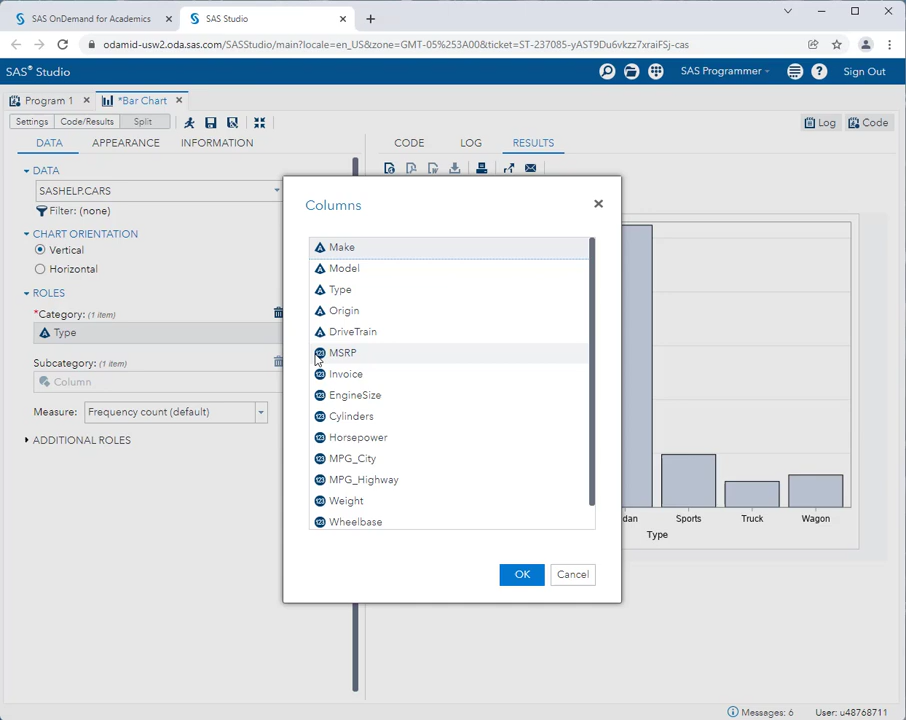 SAS OnDemand for Academics
SAS Studio
odamid-usw2.oda.sas.com/SASStudio/main?locale=en_US&zone=GMT-05%253A00&ticket=ST-237085-yAST9Du6vkzz7xraiFSj-cas
SAS® Studio
SAS Programmer
Sign Out
Program 1
*Bar Chart
Settings
Code/Results
Split
Log
Code
DATA
APPEARANCE
INFORMATION
CODE
LOG
RESULTS
DATA
SASHELP.CARS
Filter: (none)
CHART ORIENTATION
Vertical
Horizontal
ROLES
*Category: (1 item)
Type
Subcategory: (1 item)
Column
Measure:
Frequency count (default)
ADDITIONAL ROLES
Columns
Make
Model
Type
Origin
DriveTrain
MSRP
Invoice
EngineSize
Cylinders
Horsepower
MPG_City
MPG_Highway
Weight
Wheelbase
OK
Cancel
dan
Sports
Truck
Wagon
Type
Messages: 6
User: u48768711